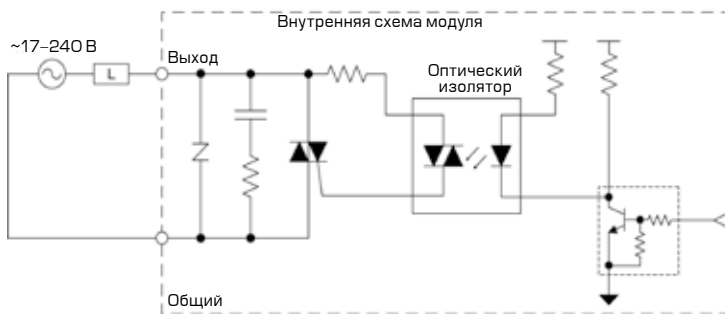 Внутренняя схема модуля
~17–240 В
L
Выход
Оптический
изолятор
Общий